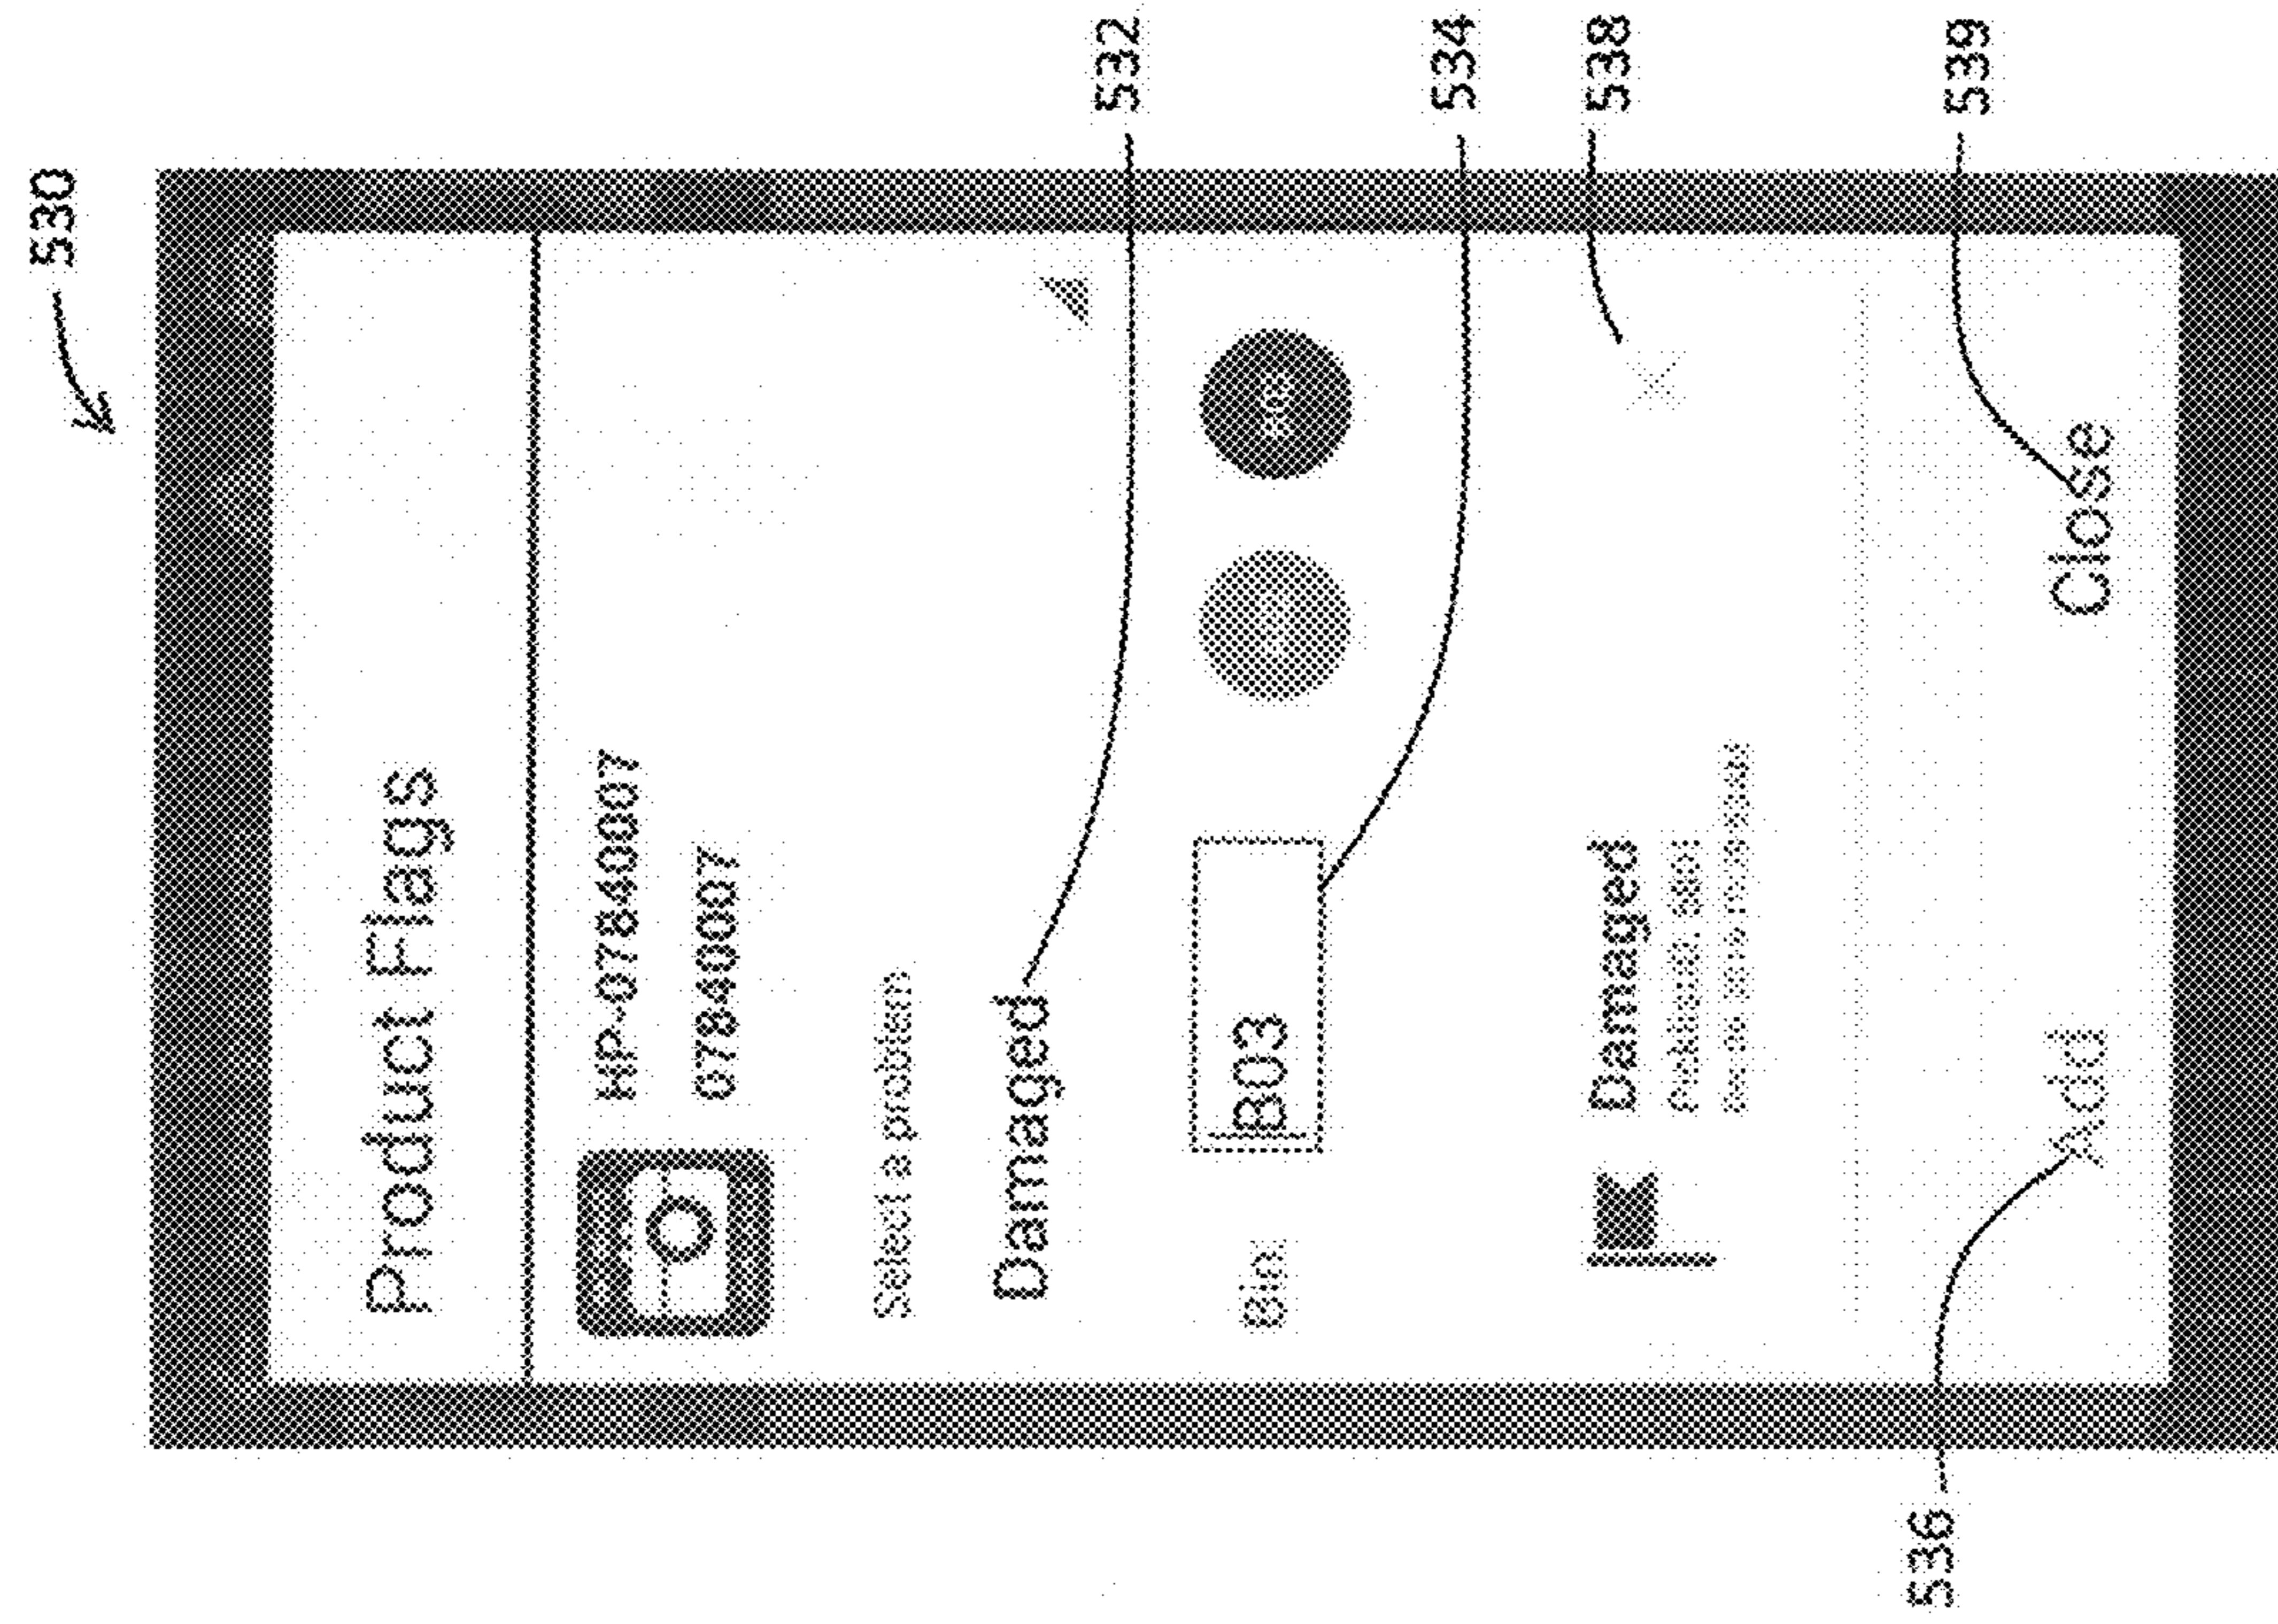 530
Product Flags
HP-07840007
07840007
Select a problem
Damaged
532
Bin:
B03
534
Damaged
538
Add
Close
536
539